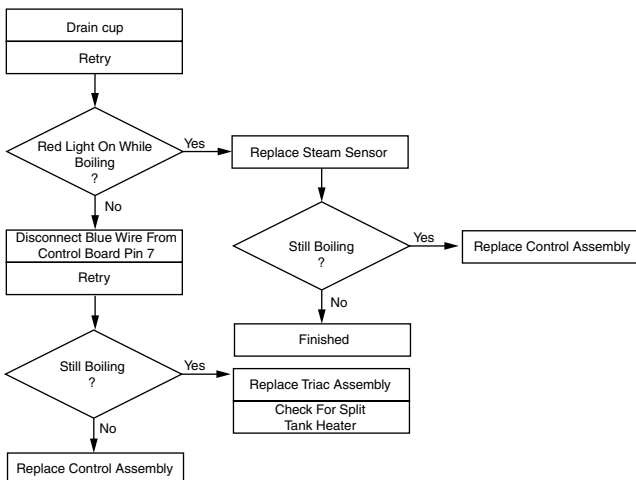 Drain cup
Retry
Red Light On While
Boiling
?
Yes
Replace Steam Sensor
No
Disconnect Blue Wire From
Control Board Pin 7
Retry
Still Boiling
?
Yes
Replace Control Assembly
No
Finished
Still Boiling
?
Yes
Replace Triac Assembly
Check For Split
Tank Heater
No
Replace Control Assembly